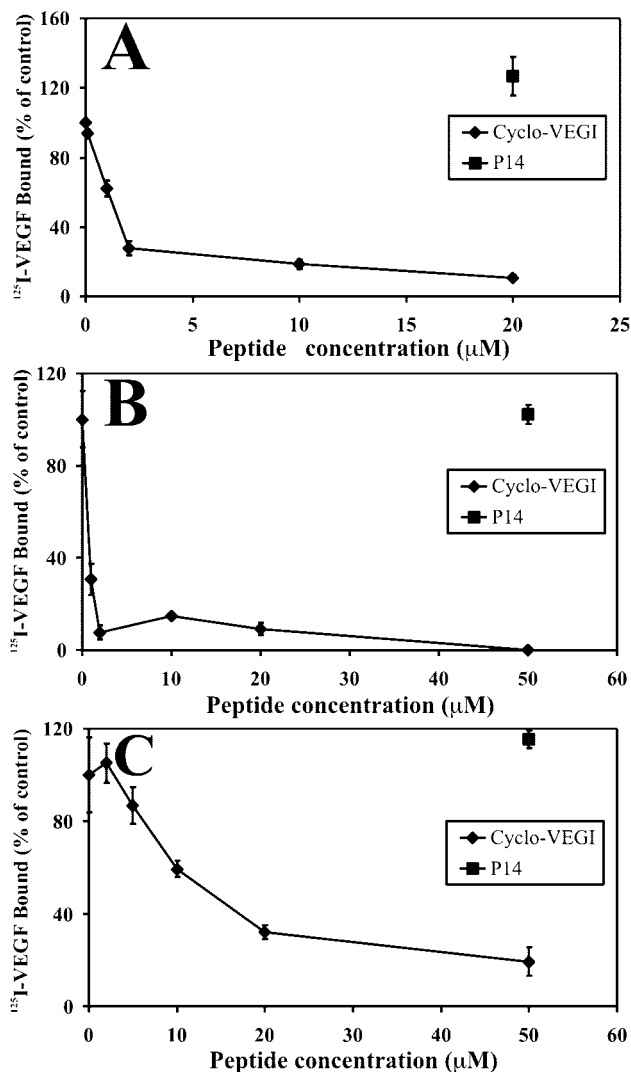 A
160
120
80
40
0
¹²⁵I-VEGF Bound (% of control)
Cyclo-VEGI
P14
0 5 10 15 20 25
Peptide concentration (μM)
B
120
80
40
0
¹²⁵I-VEGF Bound (% of control)
Cyclo-VEGI
P14
0 10 20 30 40 50 60
Peptide concentration (μM)
C
120
80
40
0
¹²⁵I-VEGF Bound (% of control)
Cyclo-VEGI
P14
0 10 20 30 40 50 60
Peptide concentration (μM)